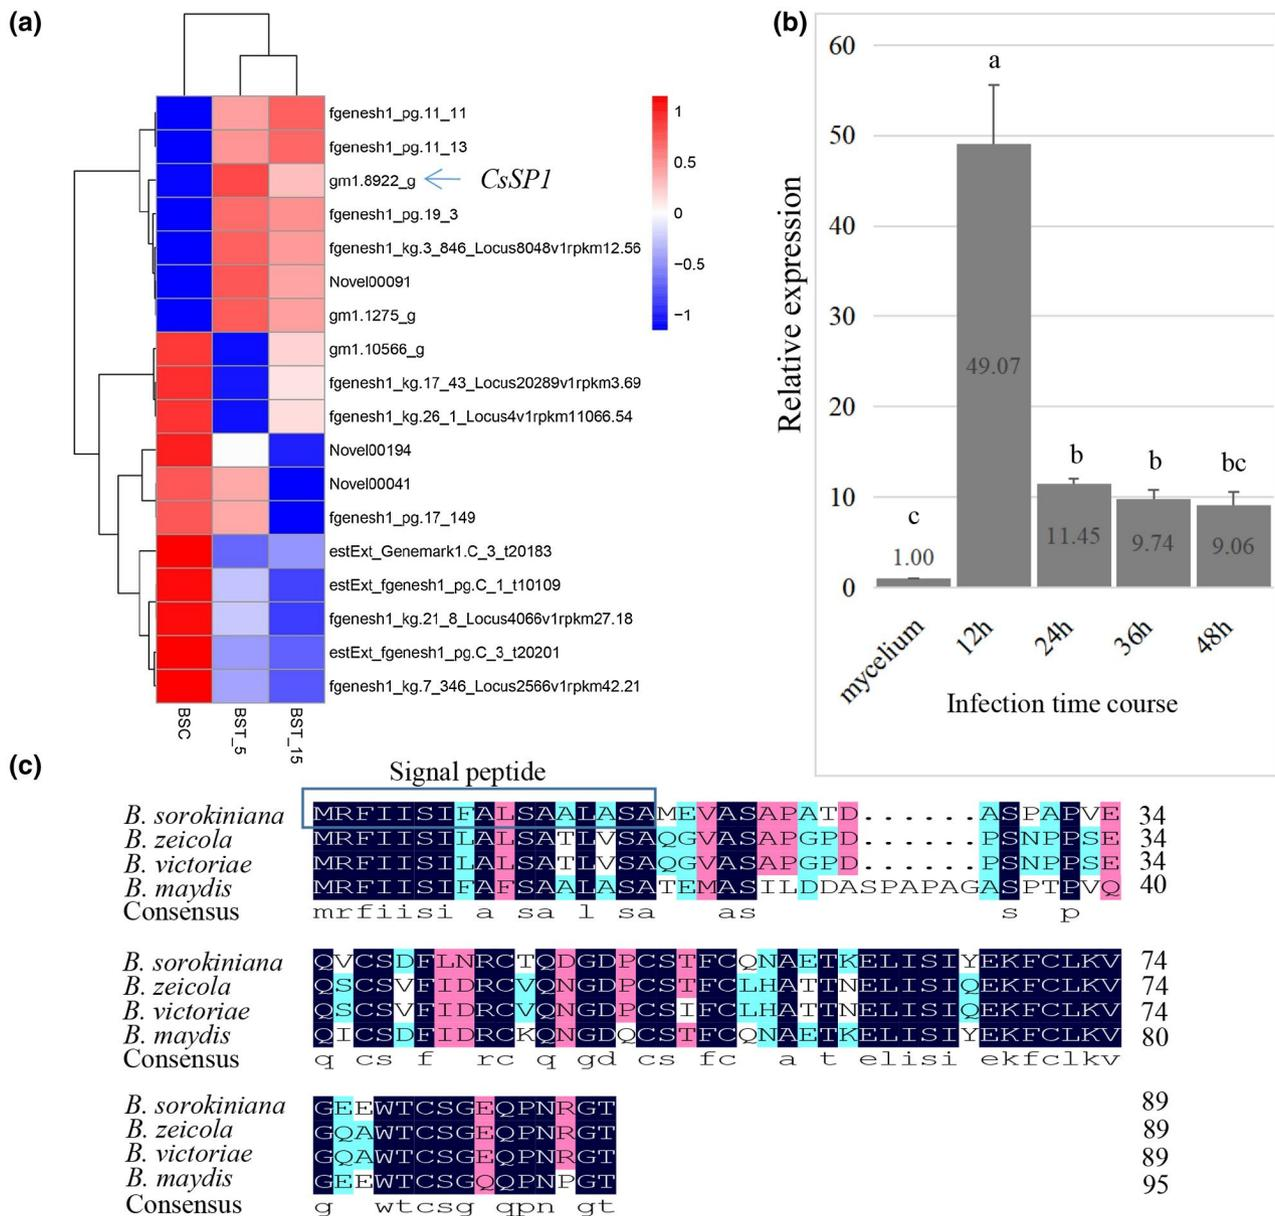 (a)
fgenesh1_pg.11_11
fgenesh1_pg.11_13
gm1.8922_g CsSP1
fgenesh1_pg.19_3
fgenesh1_kg.3_846_Locus8048v1rpkm12.56
Novel00091
gm1.1275_g
gm1.10566_g
fgenesh1_kg.17_43_Locus20289v1rpkm3.69
fgenesh1_kg.26_1_Locus4v1rpkm11066.54
Novel00194
Novel00041
fgenesh1_pg.17_149
estExt_Genemark1.C_3_t20183
estExt_fgenesh1_pg.C_1_t10109
fgenesh1_kg.21_8_Locus4066v1rpkm27.18
estExt_fgenesh1_pg.C_3_t20201
fgenesh1_kg.7_346_Locus2566v1rpkm42.21
BSC BST_5 BST_15
1
0.5
0
−0.5
−1
(b)
Relative expression
60
50
40
30
20
10
0
a
b
b
bc
c
49.07
11.45
9.74
9.06
1.00
mycelium 12h 24h 36h 48h
Infection time course
(c)
Signal peptide
B. sorokiniana MRFIISIFALSAALASAMEVASAPATD......ASPAPVE 34
B. zeicola MRFIISILALSATLVSAQGVASAPGPD......PSNPPSE 34
B. victoriae MRFIISILALSATLVSAQGVASAPGPD......PSNPPSE 34
B. maydis MRFIISIFAFSAALASATEMASILDDASPAPAGASPTPVQ 40
Consensus mrfiisi a sa l sa as s p
B. sorokiniana QVCSDFLNRCTQDGDPCSTFCQNAETKELISIYEKFCLKV 74
B. zeicola QSCSVFIDRCVQNGDPCSTFCLHATTNELISIQEKFCLKV 74
B. victoriae QSCSVFIDRCVQNGDPCSIFCLHATTNELISIQEKFCLKV 74
B. maydis QICSDFIDRCKQNGDQCSTFCQNAETKELISIYEKFCLKV 80
Consensus q cs f rc q gd cs fc a t elisi ekfclkv
B. sorokiniana GEEWTCSGEQPNRGT 89
B. zeicola GQAWTCSGEQPNRGT 89
B. victoriae GQAWTCSGEQPNRGT 89
B. maydis GEEWTCSGQQPNPGT 95
Consensus g wtcsg qpn gt